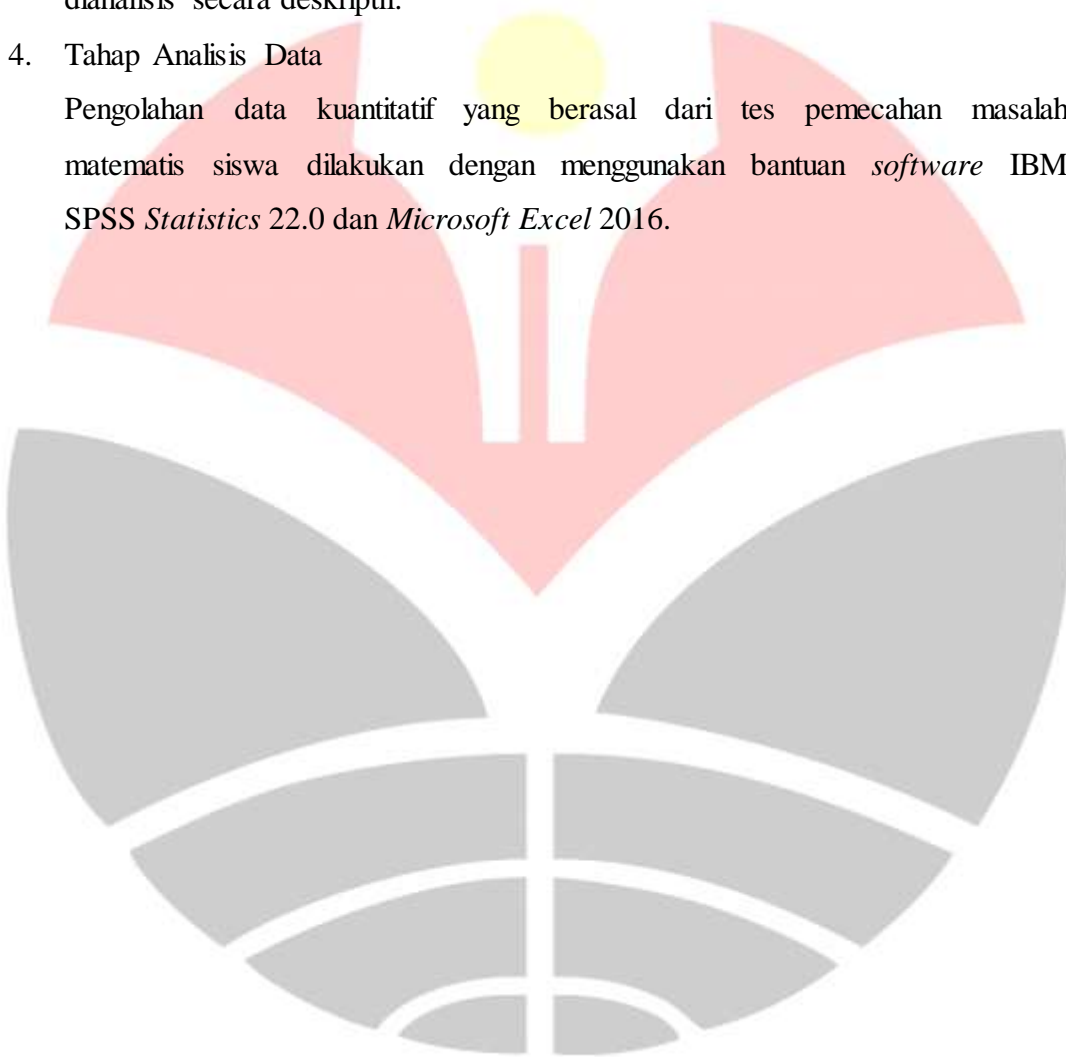 dianalisis secara deskriptif.
4. Tahap Analisis Data
Pengolahan data kuantitatif yang berasal dari tes pemecahan masalah
matematis siswa dilakukan dengan menggunakan bantuan software IBM
SPSS Statistics 22.0 dan Microsoft Excel 2016.